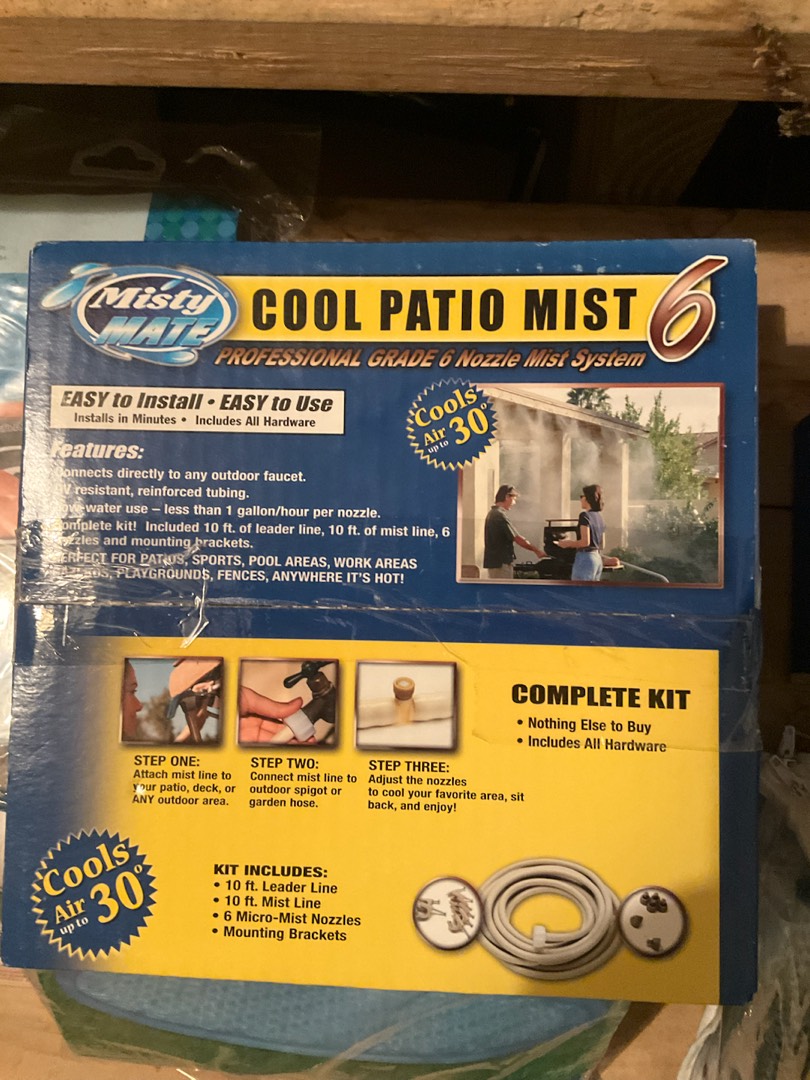 Misty MATE®
COOL PATIO MIST 6
PROFESSIONAL GRADE 6 Nozzle Mist System
EASY to Install • EASY to Use
Installs in Minutes • Includes All Hardware
Cools
Air
up to 30°
Features:
Connects directly to any outdoor faucet.
UV resistant, reinforced tubing.
Low water use – less than 1 gallon/hour per nozzle.
Complete kit! Included 10 ft. of leader line, 10 ft. of mist line, 6
nozzles and mounting brackets.
PERFECT FOR PATIOS, SPORTS, POOL AREAS, WORK AREAS
PLAYGROUNDS, FENCES, ANYWHERE IT'S HOT!
STEP ONE:
Attach mist line to
your patio, deck, or
ANY outdoor area.
STEP TWO:
Connect mist line to
outdoor spigot or
garden hose.
STEP THREE:
Adjust the nozzles
to cool your favorite area, sit
back, and enjoy!
COMPLETE KIT
• Nothing Else to Buy
• Includes All Hardware
Cools
Air
up to 30°
KIT INCLUDES:
• 10 ft. Leader Line
• 10 ft. Mist Line
• 6 Micro-Mist Nozzles
• Mounting Brackets